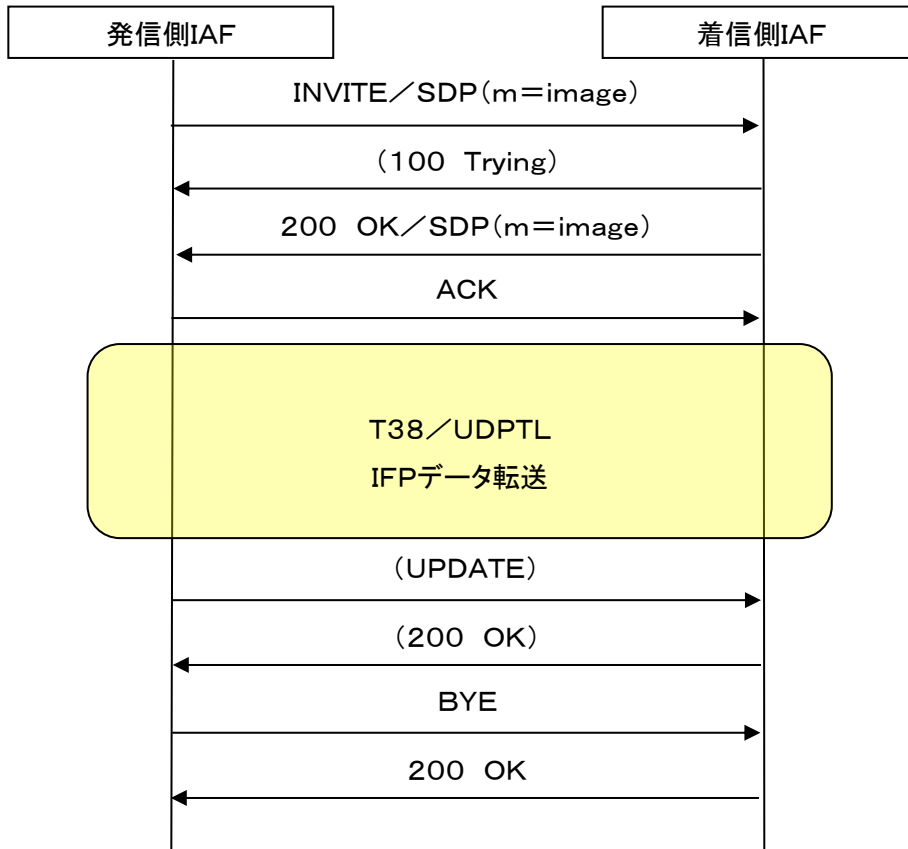 発信側IAF
着信側IAF
INVITE／SDP（m＝image）
（100　Trying）
200　OK／SDP（m＝image）
ACK
T38／UDPTL
IFPデータ転送
（UPDATE）
（200　OK）
BYE
200　OK